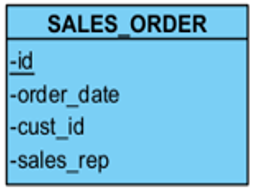 SALES_ORDER
-id
-order_date
-cust_id
-sales_rep